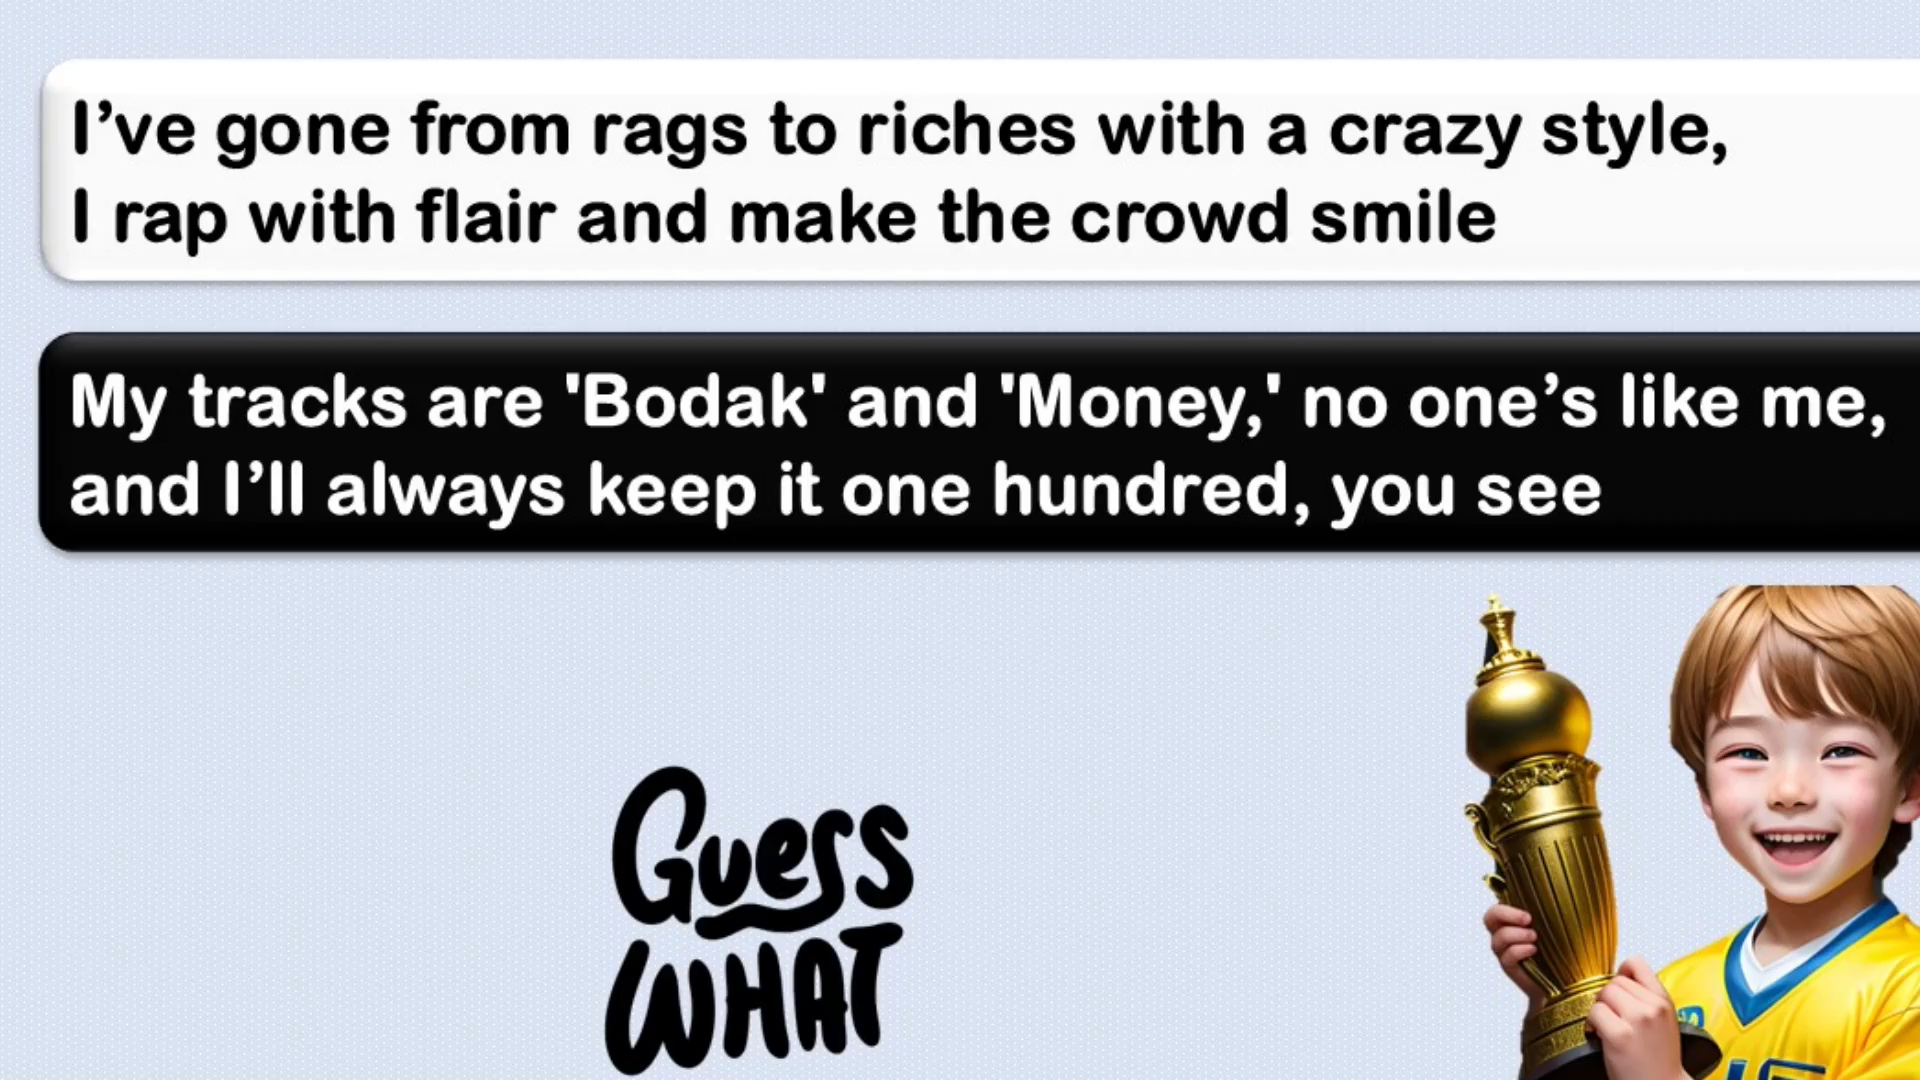 I’ve gone from rags to riches with a crazy style,
I rap with flair and make the crowd smile
My tracks are 'Bodak' and 'Money,' no one’s like me,
and I’ll always keep it one hundred, you see
Guess
WHAT